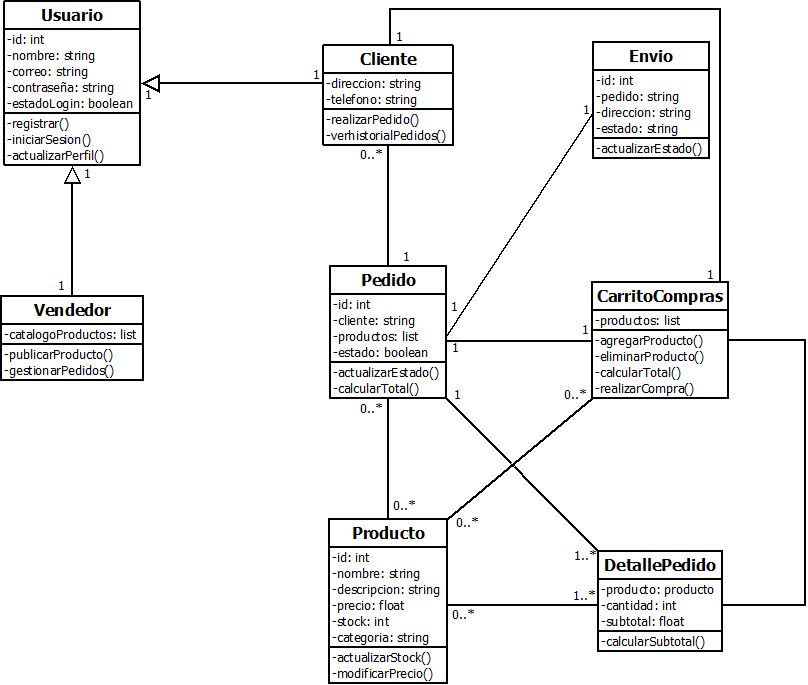 Usuario
-id: int
-nombre: string
-correo: string
-contraseña: string
-estadoLogin: boolean
-registrar()
-iniciarSesion()
-actualizarPerfil()
1
1
1
1
Vendedor
-catalogoProductos: list
-publicarProducto()
-gestionarPedidos()
1
Cliente
-direccion: string
-telefono: string
-realizarPedido()
-verhistorialPedidos()
0..*
1
Envio
-id: int
-pedido: string
-direccion: string
-estado: string
-actualizarEstado()
1
1
Pedido
-id: int
-cliente: string
-productos: list
-estado: boolean
-actualizarEstado()
-calcularTotal()
1
1
1
1
CarritoCompras
-productos: list
-agregarProducto()
-eliminarProducto()
-calcularTotal()
-realizarCompra()
0..*
0..*
0..*
0..*
Producto
-id: int
-nombre: string
-descripcion: string
-precio: float
-stock: int
-categoria: string
-actualizarStock()
-modificarPrecio()
0..*
1..*
1..*
DetallePedido
-producto: producto
-cantidad: int
-subtotal: float
-calcularSubtotal()